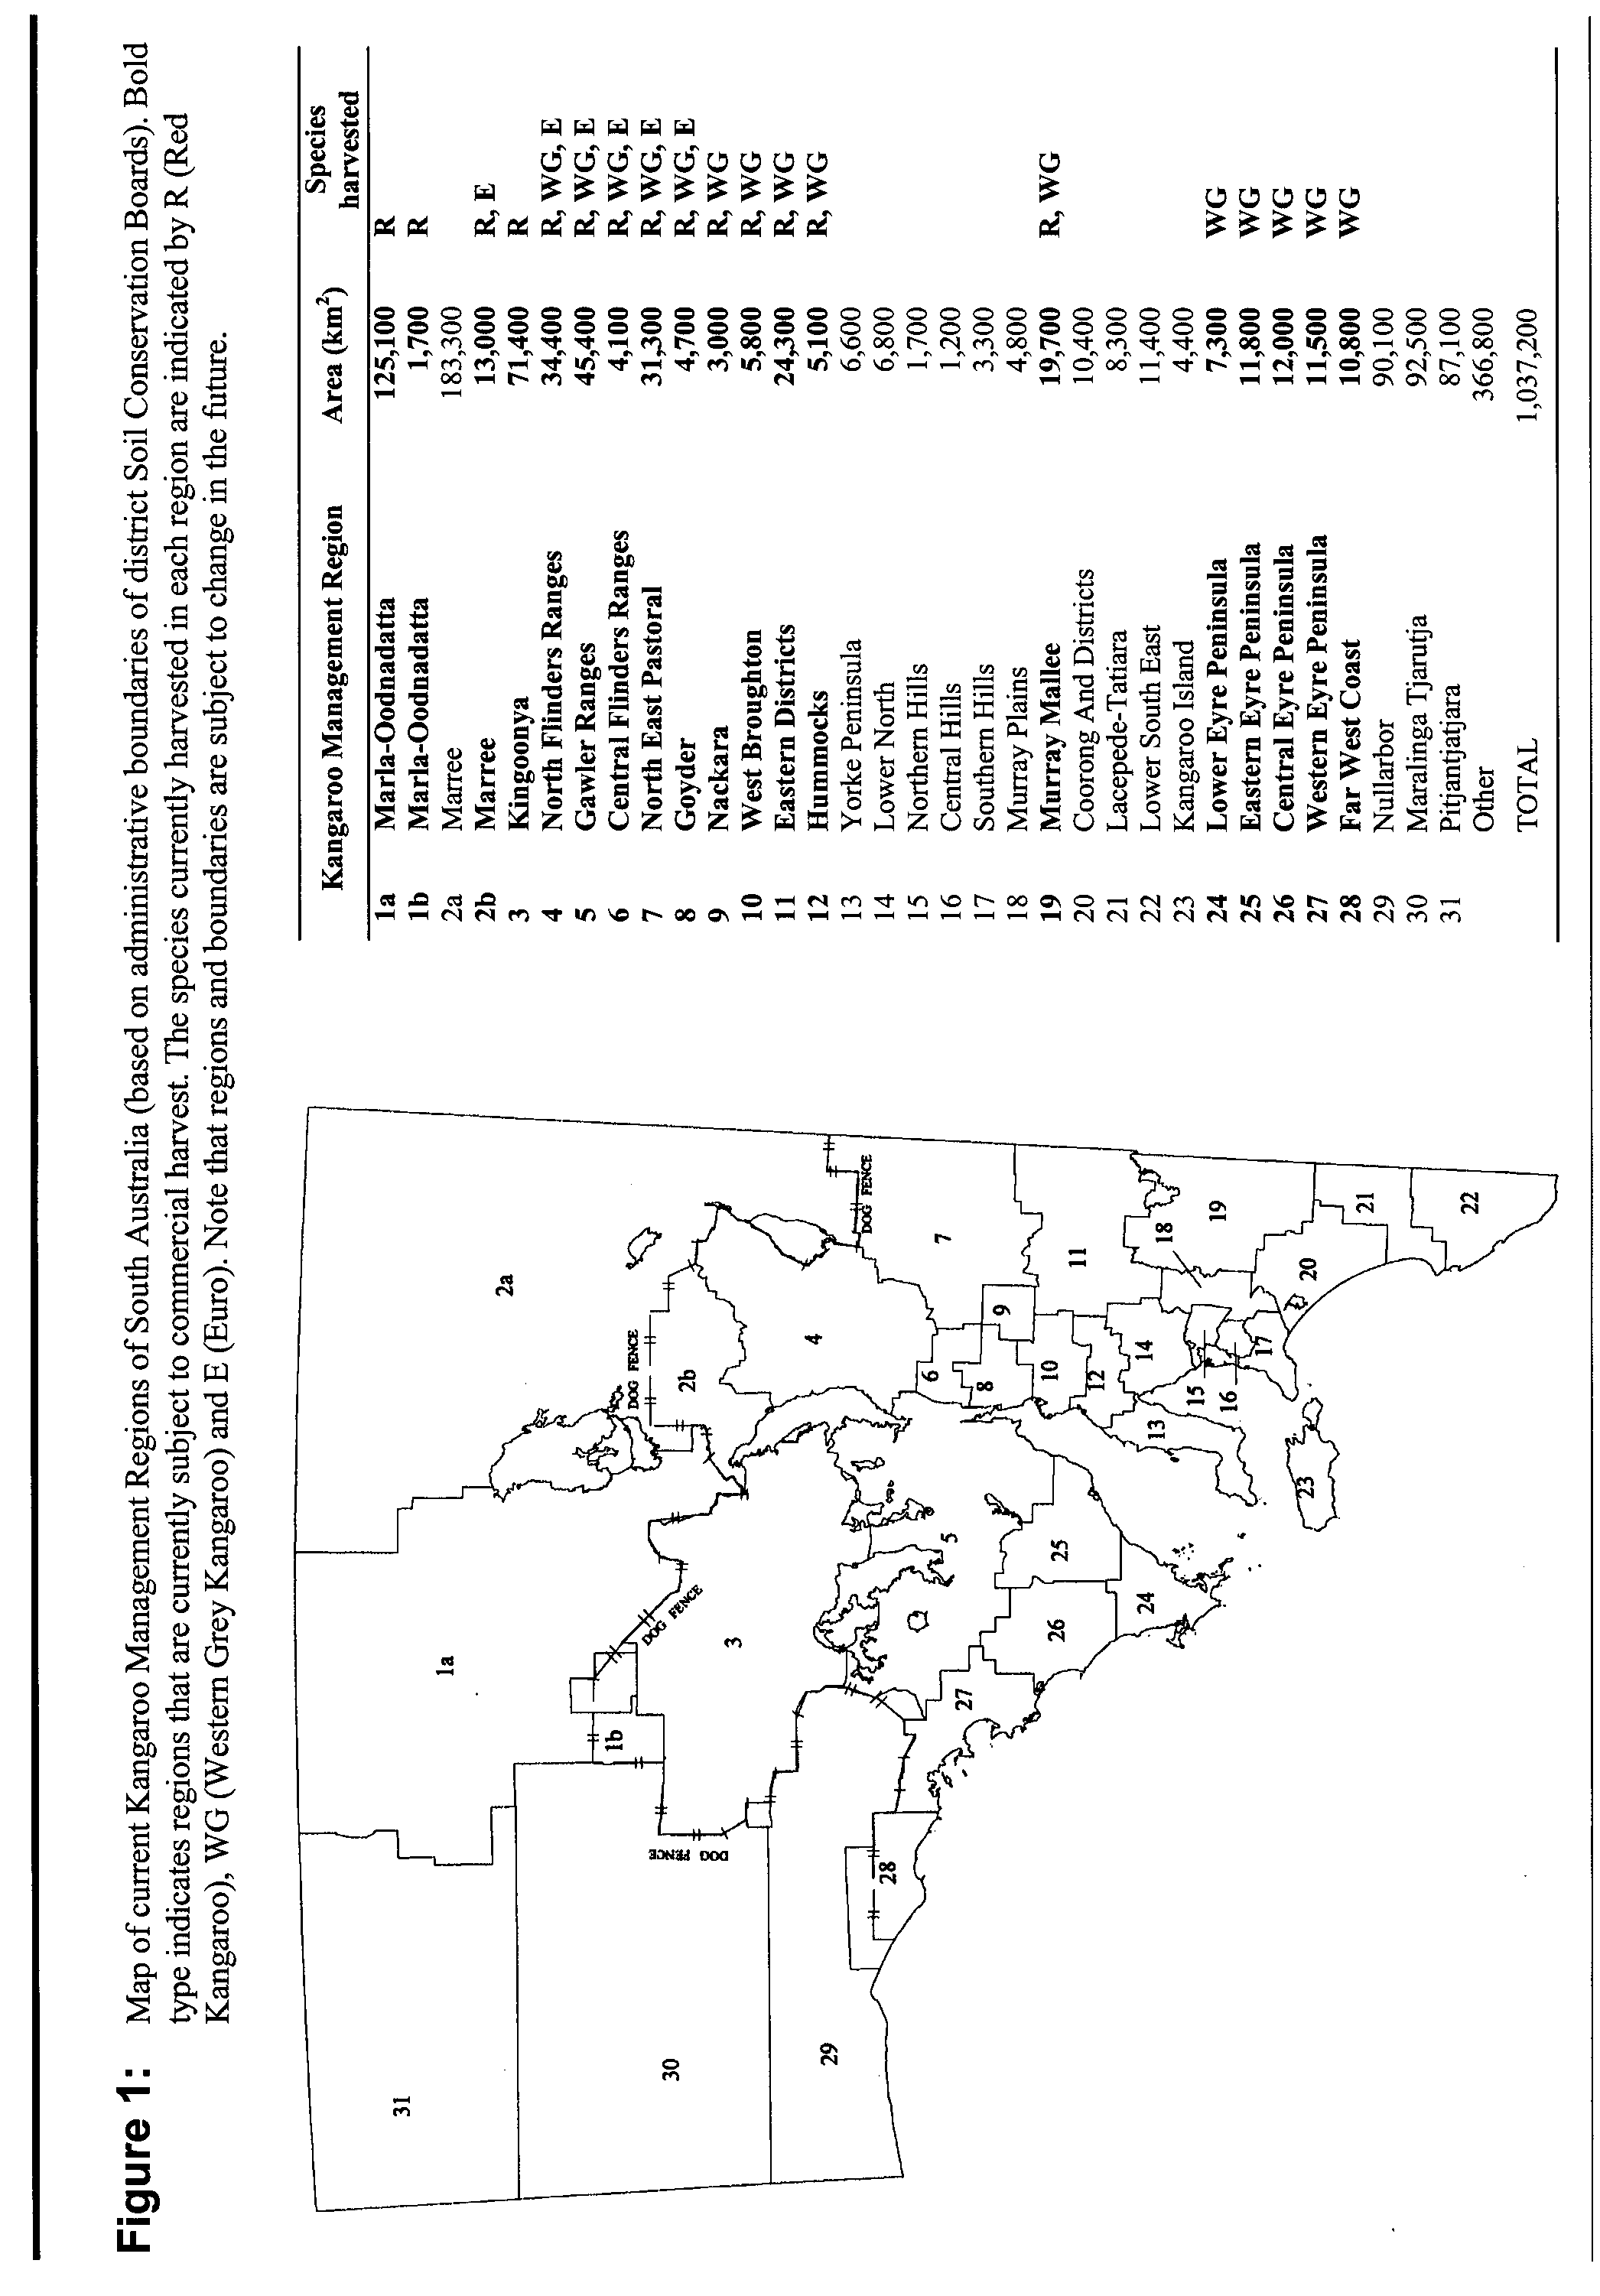 Figure 1: Map of current Kangaroo Management Regions of South Australia (based on administrative boundaries of district Soil Conservation Boards). Bold
type indicates regions that are currently subject to commercial harvest. The species currently harvested in each region are indicated by R (Red
Kangaroo), WG (Western Grey Kangaroo) and E (Euro). Note that regions and boundaries are subject to change in the future.
31
30
29
1a
1b
DOG FENCE
DOG FENCE
3
28
27
26
25
24
5
2a
DOG FENCE
2b
4
DOG FENCE
7
6
8
9
10
11
12
13
14
15
16
17
18
19
20
21
22
23
Kangaroo Management Region Area (km2) Species
harvested
1a Marla-Oodnadatta 125,100 R
1b Marla-Oodnadatta 1,700 R
2a Marree 183,300
2b Marree 13,000 R, E
3 Kingoonya 71,400 R
4 North Flinders Ranges 34,400 R, WG, E
5 Gawler Ranges 45,400 R, WG, E
6 Central Flinders Ranges 4,100 R, WG, E
7 North East Pastoral 31,300 R, WG, E
8 Goyder 4,700 R, WG, E
9 Nackara 3,000 R, WG
10 West Broughton 5,800 R, WG
11 Eastern Districts 24,300 R, WG
12 Hummocks 5,100 R, WG
13 Yorke Peninsula 6,600
14 Lower North 6,800
15 Northern Hills 1,700
16 Central Hills 1,200
17 Southern Hills 3,300
18 Murray Plains 4,800
19 Murray Mallee 19,700 R, WG
20 Coorong And Districts 10,400
21 Lacepede-Tatiara 8,300
22 Lower South East 11,400
23 Kangaroo Island 4,400
24 Lower Eyre Peninsula 7,300 WG
25 Eastern Eyre Peninsula 11,800 WG
26 Central Eyre Peninsula 12,000 WG
27 Western Eyre Peninsula 11,500 WG
28 Far West Coast 10,800 WG
29 Nullarbor 90,100
30 Maralinga Tjarutja 92,500
31 Pitjantjatjara 87,100
Other 366,800
TOTAL 1,037,200